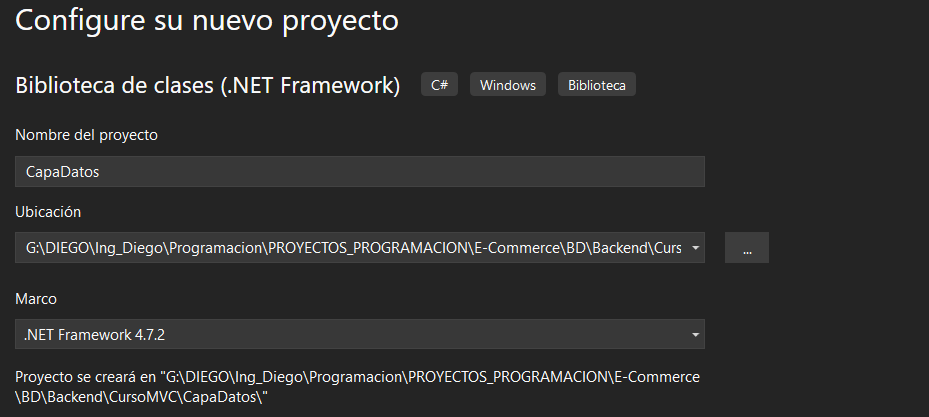 Configure su nuevo proyecto
Biblioteca de clases (.NET Framework) C# Windows Biblioteca
Nombre del proyecto
CapaDatos
Ubicación
G:\DIEGO\Ing_Diego\Programacion\PROYECTOS_PROGRAMACION\E-Commerce\BD\Backend\Curs ...
Marco
.NET Framework 4.7.2
Proyecto se creará en "G:\DIEGO\Ing_Diego\Programacion\PROYECTOS_PROGRAMACION\E-Commerce
\BD\Backend\CursoMVC\CapaDatos\"